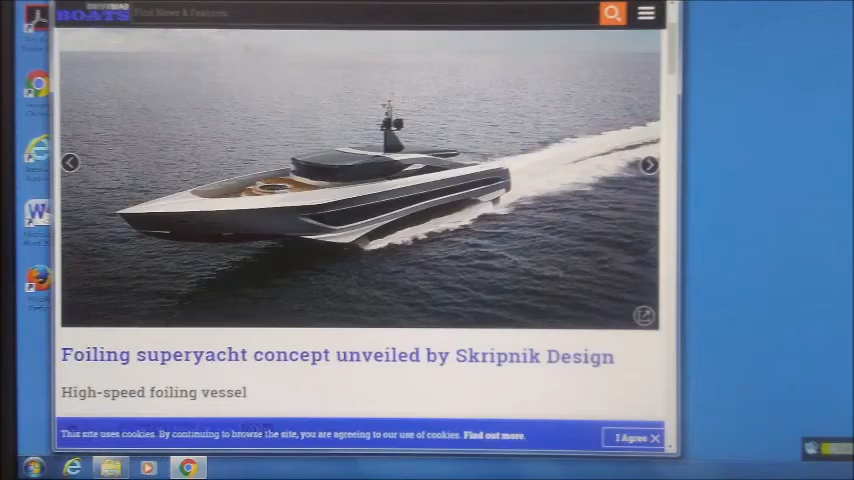 DRIVEMAD
BOATS
Find News & Features
Foiling superyacht concept unveiled by Skripnik Design
High-speed foiling vessel
This site uses cookies. By continuing to browse the site, you are agreeing to our use of cookies. Find out more.
I Agree X